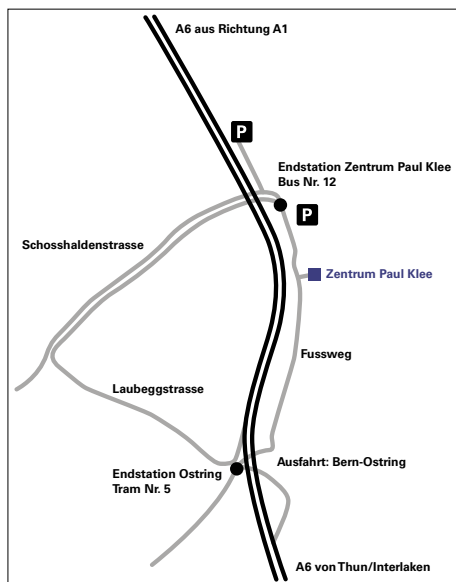 A6 aus Richtung A1
P
Endstation Zentrum Paul Klee
Bus Nr. 12
P
Schosshaldenstrasse
Zentrum Paul Klee
Fussweg
Laubeggstrasse
Ausfahrt: Bern-Ostring
Endstation Ostring
Tram Nr. 5
A6 von Thun/Interlaken